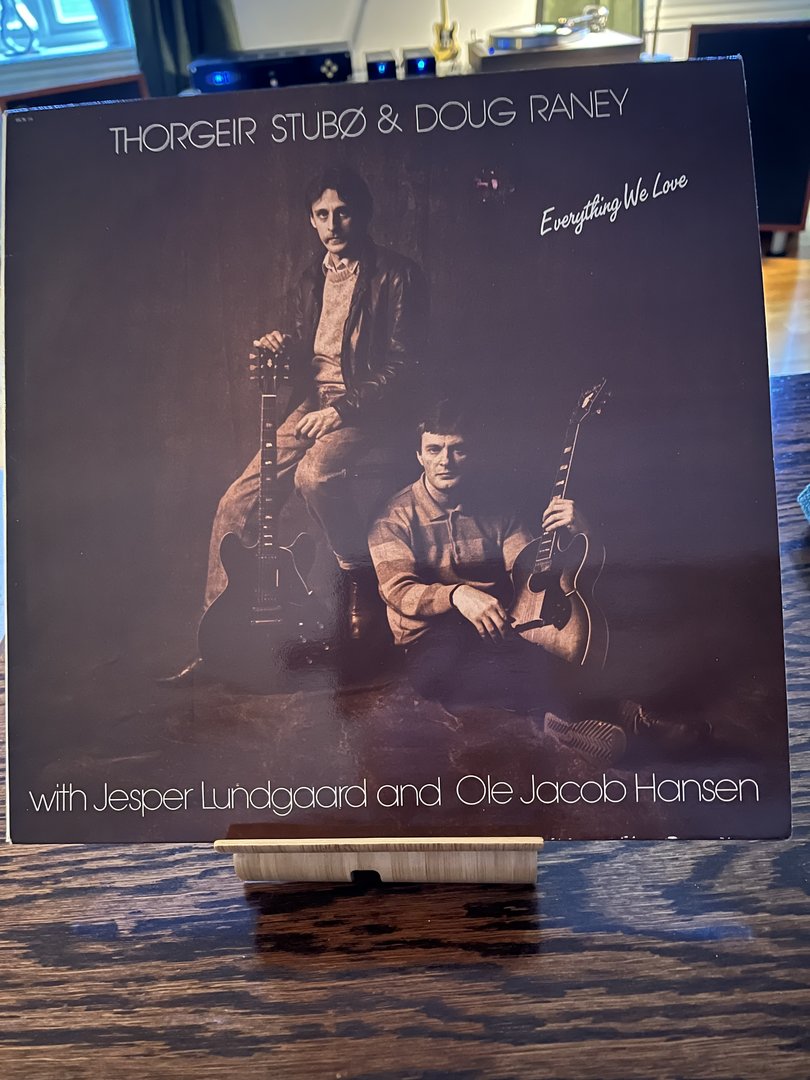 THORGEIR STUBØ & DOUG RANEY
Everything We Love
with Jesper Lundgaard and Ole Jacob Hansen